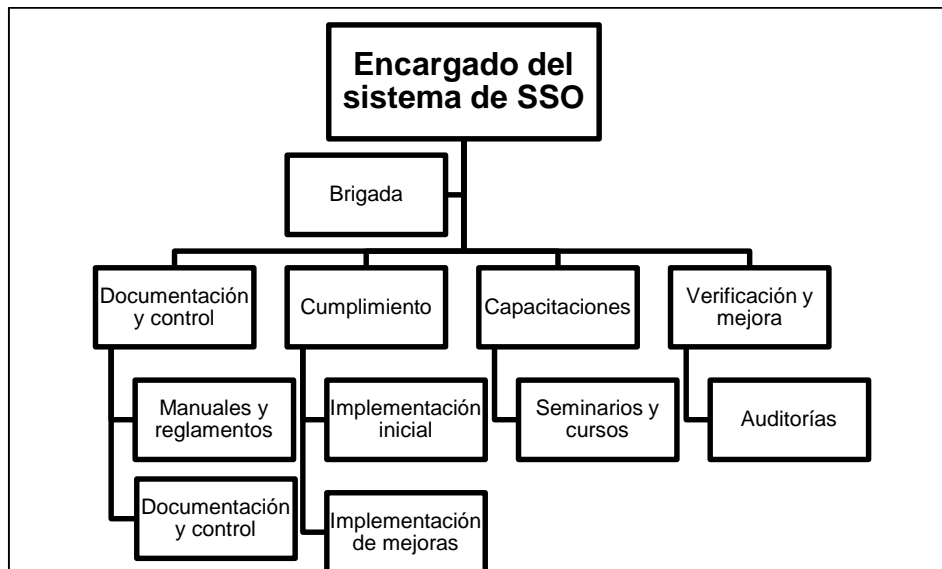 Encargado del
sistema de SSO
Brigada
Documentación
y control
Cumplimiento
Capacitaciones
Verificación y
mejora
Manuales y
reglamentos
Implementación
inicial
Seminarios y
cursos
Auditorías
Documentación
y control
Implementación
de mejoras